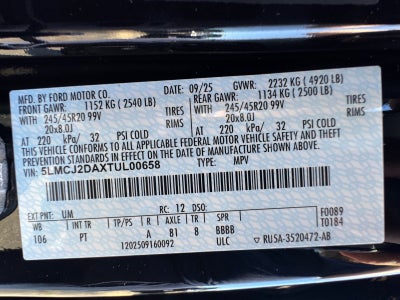 MFD. BY FORD MOTOR CO.
09/25 GVWR: 2232 KG ( 4920 LB)
FRONT GAWR: 1152 KG ( 2540 LB)
REAR GAWR: 1134 KG ( 2500 LB)
WITH 245/45R20 99V TIRES WITH 245/45R20 99V TIRES
20x8.0J RIMS 20x8.0J RIMS
AT 220 kPa/ 32 PSI COLD AT 220 kPa/ 32 PSI COLD
THIS VEHICLE CONFORMS TO ALL APPLICABLE FEDERAL MOTOR VEHICLE SAFETY AND THEFT
PREVENTION STANDARDS IN EFFECT ON THE DATE OF MANUFACTURE SHOWN ABOVE.
VIN: 5LMCJ2DAXTUL00658 TYPE: MPV
F0089
T0184
EXT PNT: UM RC: 12 DSO:
WB INT TR TP/PS R AXLE TR SPR
106 PT A 81 8 BBBB
1202509160092 ULC ▽ RU5A-3520472-AB